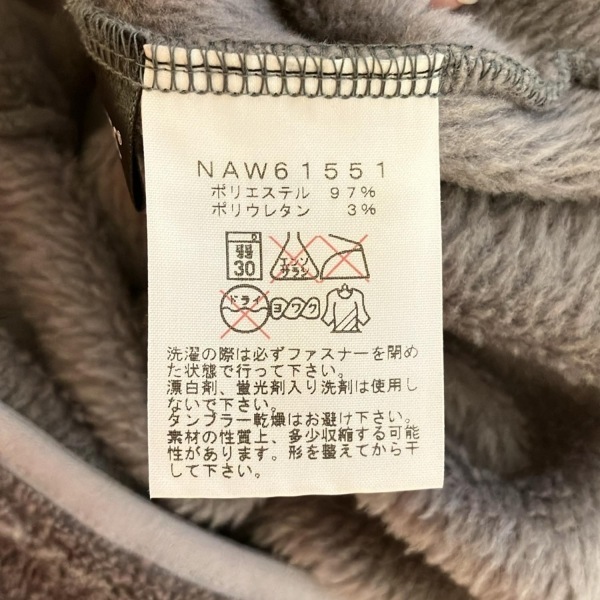 NAW61551
ポリエステル 97%
ポリウレタン 3%
弱
30
エンソ
サラシ
ドライ
ヨワク
洗濯の際は必ずファスナーを閉め
た状態で行って下さい。
漂白剤、蛍光剤入り洗剤は使用し
ないで下さい。
タンブラー乾燥はお避け下さい。
素材の性質上、多少収縮する可能
性があります。形を整えてから干
して下さい。